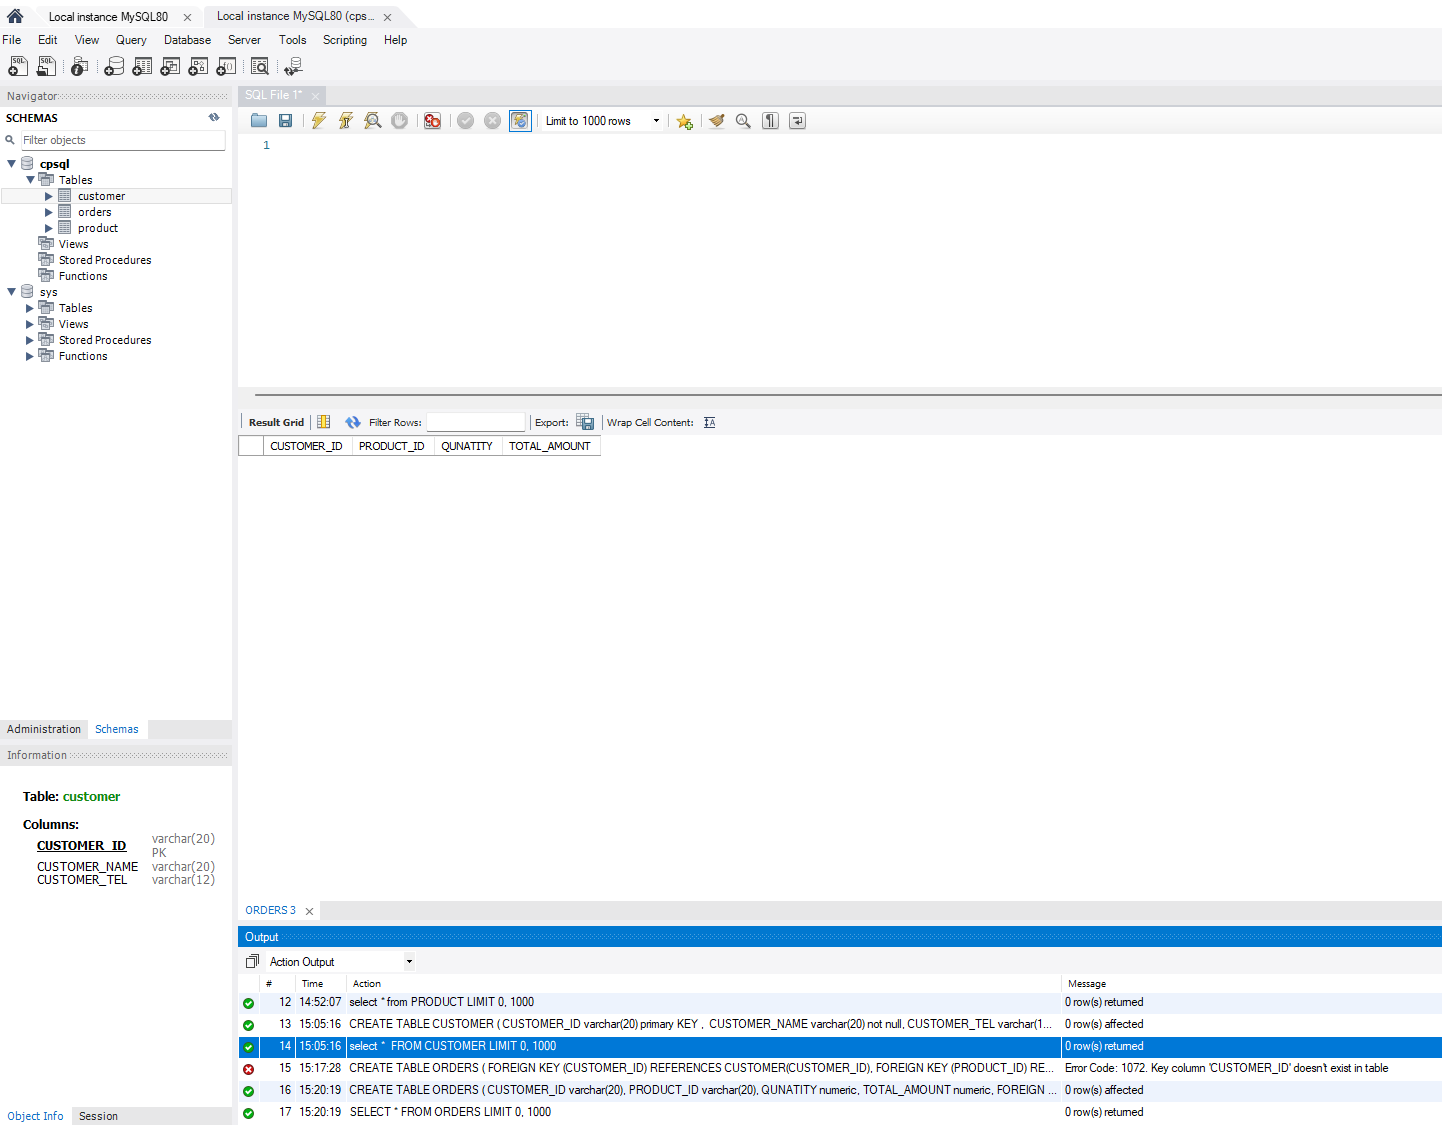 Local instance MySQL80 Local instance MySQL80 (cps...
File Edit View Query Database Server Tools Scripting Help
Navigator
SCHEMAS
Filter objects
cpsql
Tables
customer
orders
product
Views
Stored Procedures
Functions
sys
Tables
Views
Stored Procedures
Functions
Administration Schemas
Information
Table: customer
Columns:
CUSTOMER_ID varchar(20)
PK
CUSTOMER_NAME varchar(20)
CUSTOMER_TEL varchar(12)
Object Info Session
SQL File 1*
Limit to 1000 rows
1
Result Grid Filter Rows: Export: Wrap Cell Content:
CUSTOMER_ID PRODUCT_ID QUNATITY TOTAL_AMOUNT
ORDERS 3
Output
Action Output
# Time Action Message
12 14:52:07 select * from PRODUCT LIMIT 0, 1000 0 row(s) returned
13 15:05:16 CREATE TABLE CUSTOMER ( CUSTOMER_ID varchar(20) primary KEY , CUSTOMER_NAME varchar(20) not null, CUSTOMER_TEL varchar(1... 0 row(s) affected
14 15:05:16 select * FROM CUSTOMER LIMIT 0, 1000 0 row(s) returned
15 15:17:28 CREATE TABLE ORDERS ( FOREIGN KEY (CUSTOMER_ID) REFERENCES CUSTOMER(CUSTOMER_ID), FOREIGN KEY (PRODUCT_ID) RE... Error Code: 1072. Key column 'CUSTOMER_ID' doesn't exist in table
16 15:20:19 CREATE TABLE ORDERS ( CUSTOMER_ID varchar(20), PRODUCT_ID varchar(20), QUNATITY numeric, TOTAL_AMOUNT numeric, FOREIGN ... 0 row(s) affected
17 15:20:19 SELECT * FROM ORDERS LIMIT 0, 1000 0 row(s) returned